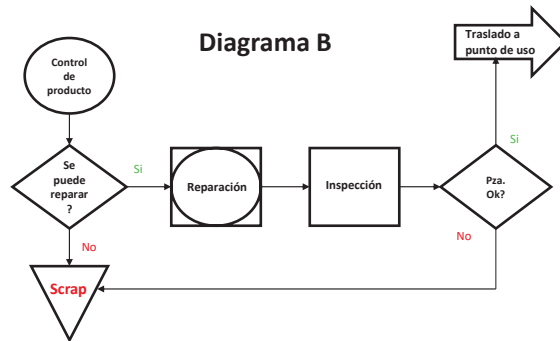 Diagrama B
Control
de
producto
Traslado a
punto de uso
Se
puede
reparar
?
Si
Reparación
Inspección
Pza.
Ok?
Si
No
No
Scrap